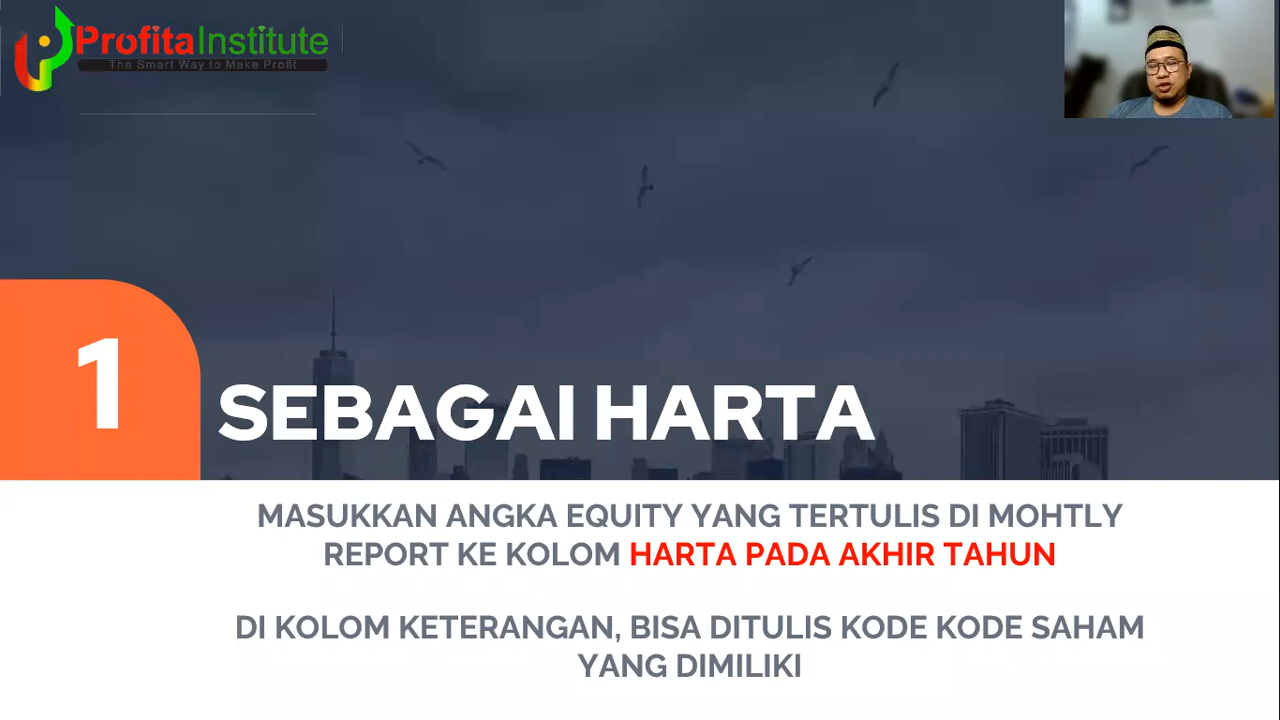 ProfitaInstitute
The Smart Way to Make Profit
1
SEBAGAI HARTA
MASUKKAN ANGKA EQUITY YANG TERTULIS DI MOHTLY
REPORT KE KOLOM HARTA PADA AKHIR TAHUN
DI KOLOM KETERANGAN, BISA DITULIS KODE KODE SAHAM
YANG DIMILIKI